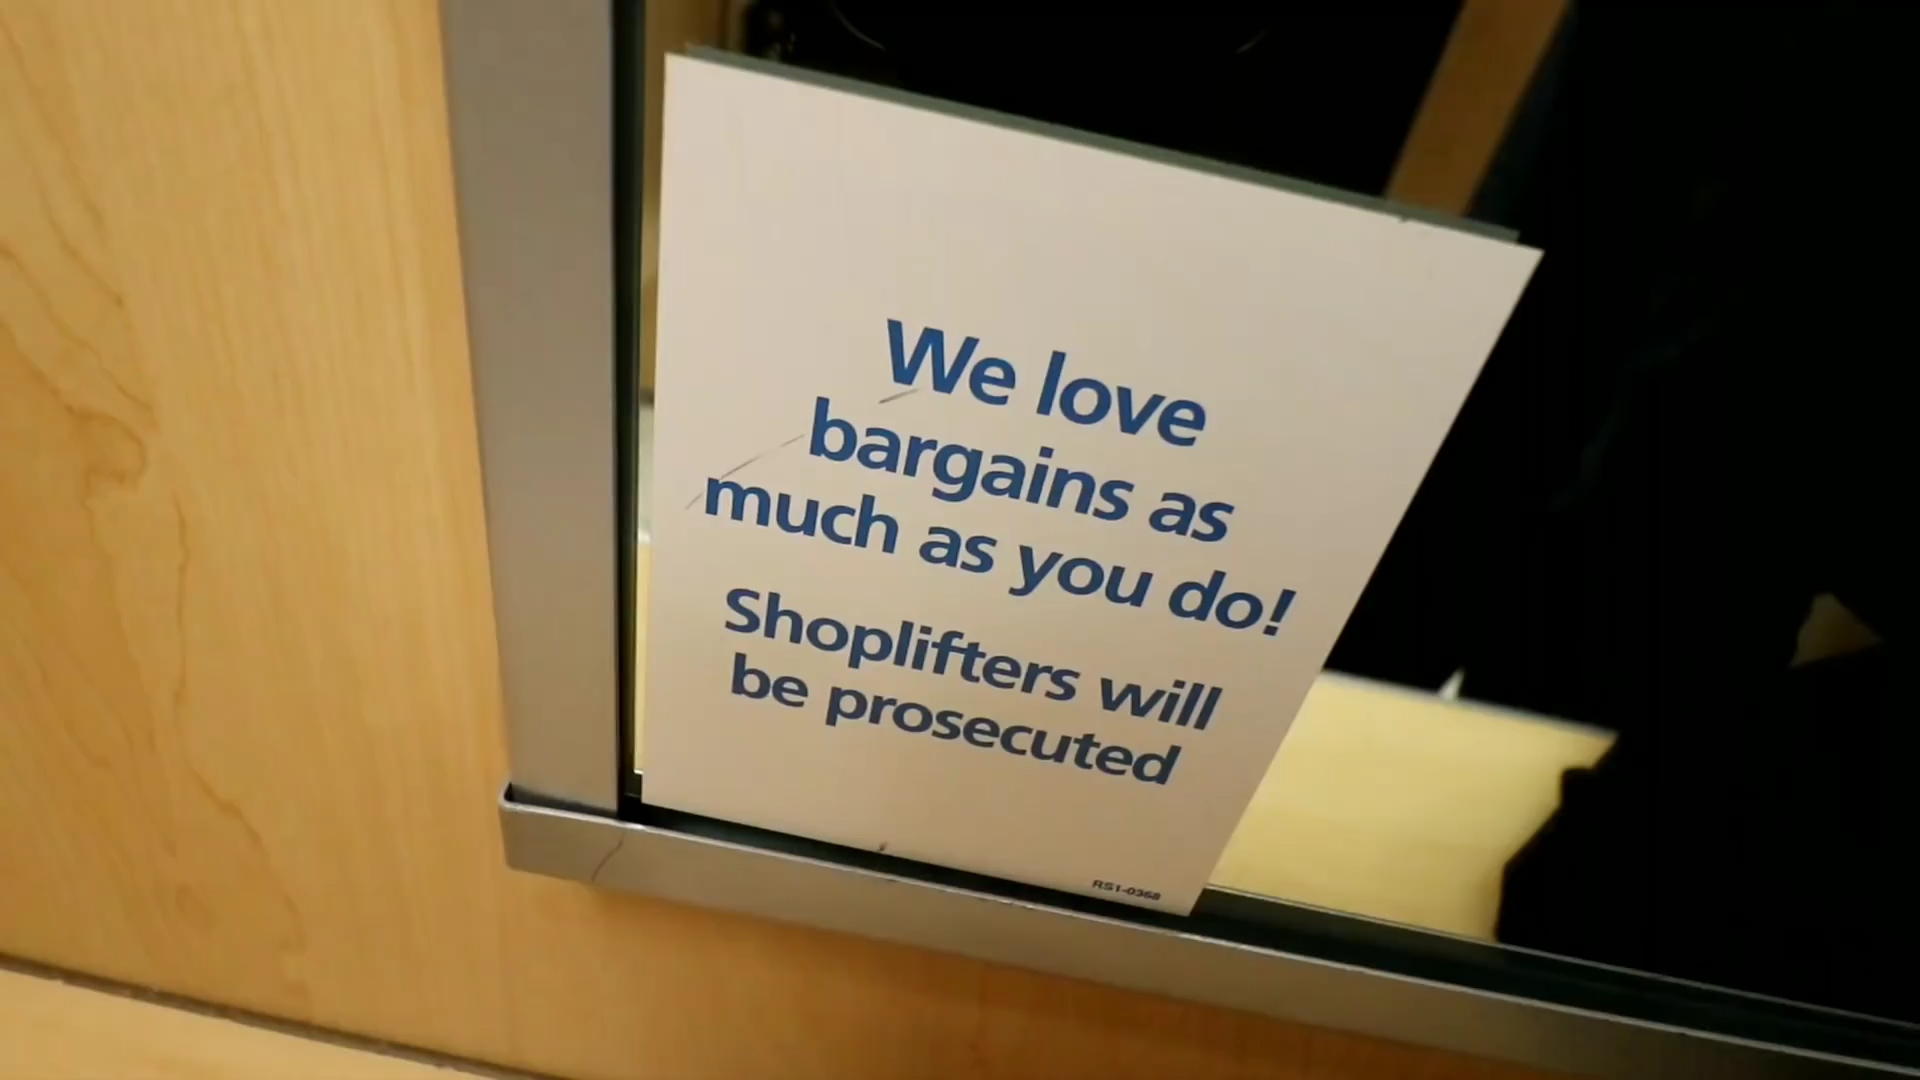 We love
bargains as
much as you do!
Shoplifters will
be prosecuted
RS1-0368